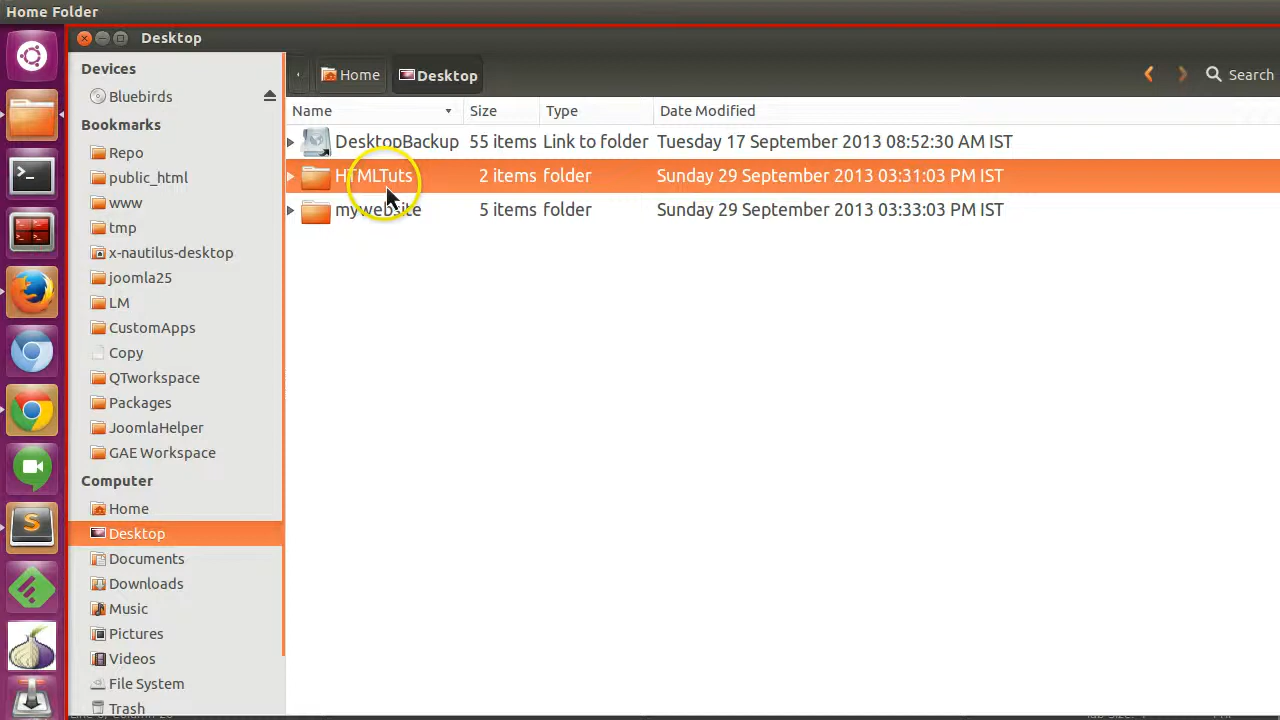 Home Folder
Desktop
Devices
Bluebirds
Bookmarks
Repo
public_html
www
tmp
x-nautilus-desktop
joomla25
LM
CustomApps
Copy
QTworkspace
Packages
JoomlaHelper
GAE Workspace
Computer
Home
Desktop
Documents
Downloads
Music
Pictures
Videos
File System
Trash
Home Desktop Search
Name Size Type Date Modified
DesktopBackup 55 items Link to folder Tuesday 17 September 2013 08:52:30 AM IST
HTMLTuts 2 items folder Sunday 29 September 2013 03:31:03 PM IST
mywebsite 5 items folder Sunday 29 September 2013 03:33:03 PM IST